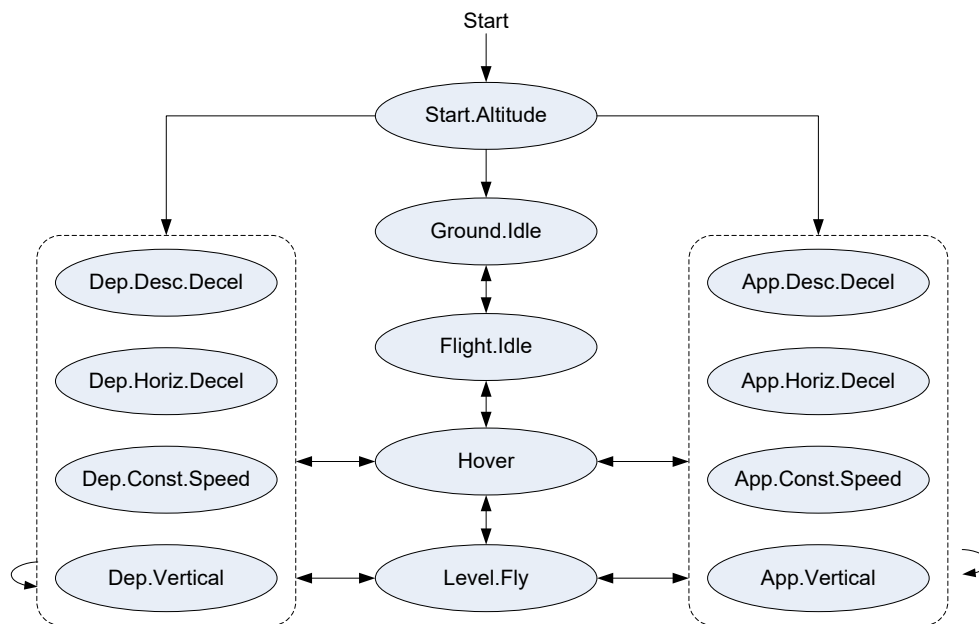 Start
Start.Altitude
Ground.Idle
Dep.Desc.Decel
App.Desc.Decel
Flight.Idle
Dep.Horiz.Decel
App.Horiz.Decel
Hover
Dep.Const.Speed
App.Const.Speed
Dep.Vertical
Level.Fly
App.Vertical